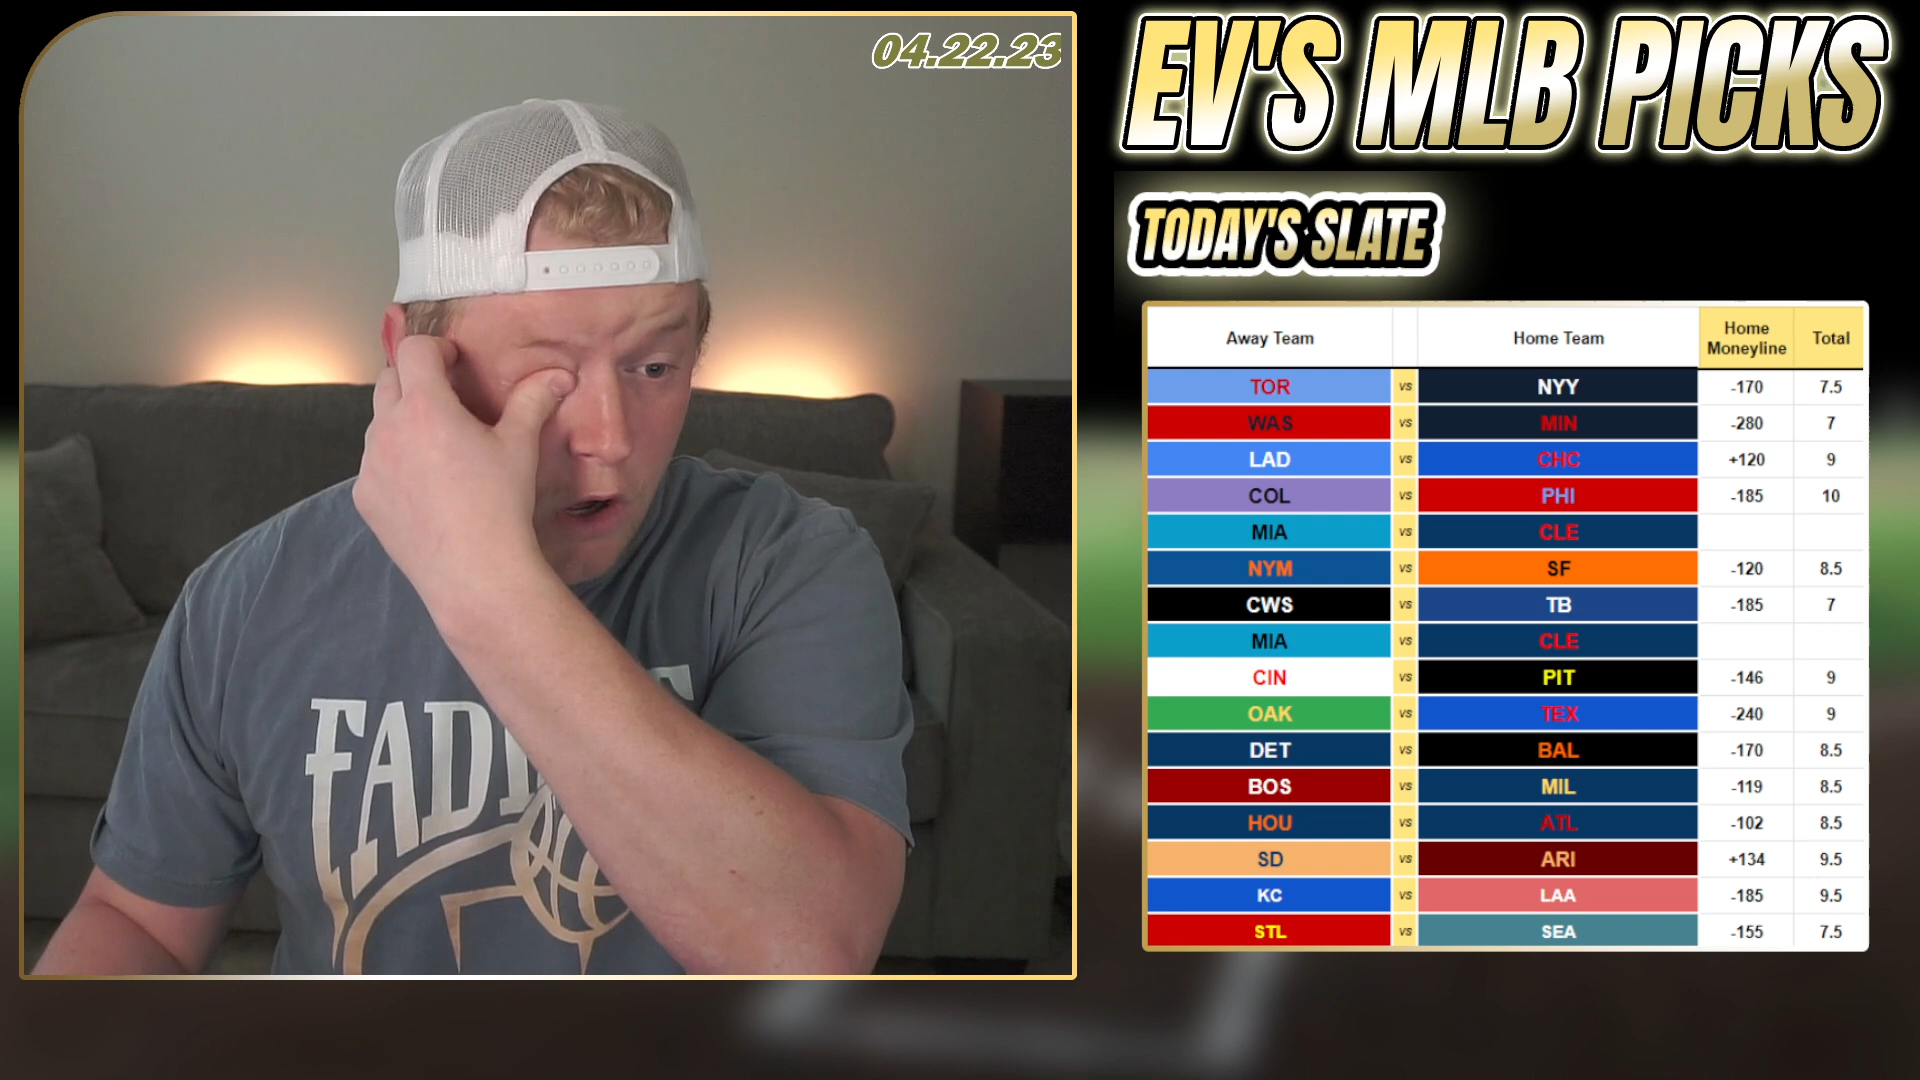 04.22.23
EV'S MLB PICKS
TODAY'S SLATE
Away Team Home Team Home Moneyline Total
TOR vs NYY -170 7.5
WAS vs MIN -280 7
LAD vs CHC +120 9
COL vs PHI -185 10
MIA vs CLE
NYM vs SF -120 8.5
CWS vs TB -185 7
MIA vs CLE
CIN vs PIT -146 9
OAK vs TEX -240 9
DET vs BAL -170 8.5
BOS vs MIL -119 8.5
HOU vs ATL -102 8.5
SD vs ARI +134 9.5
KC vs LAA -185 9.5
STL vs SEA -155 7.5